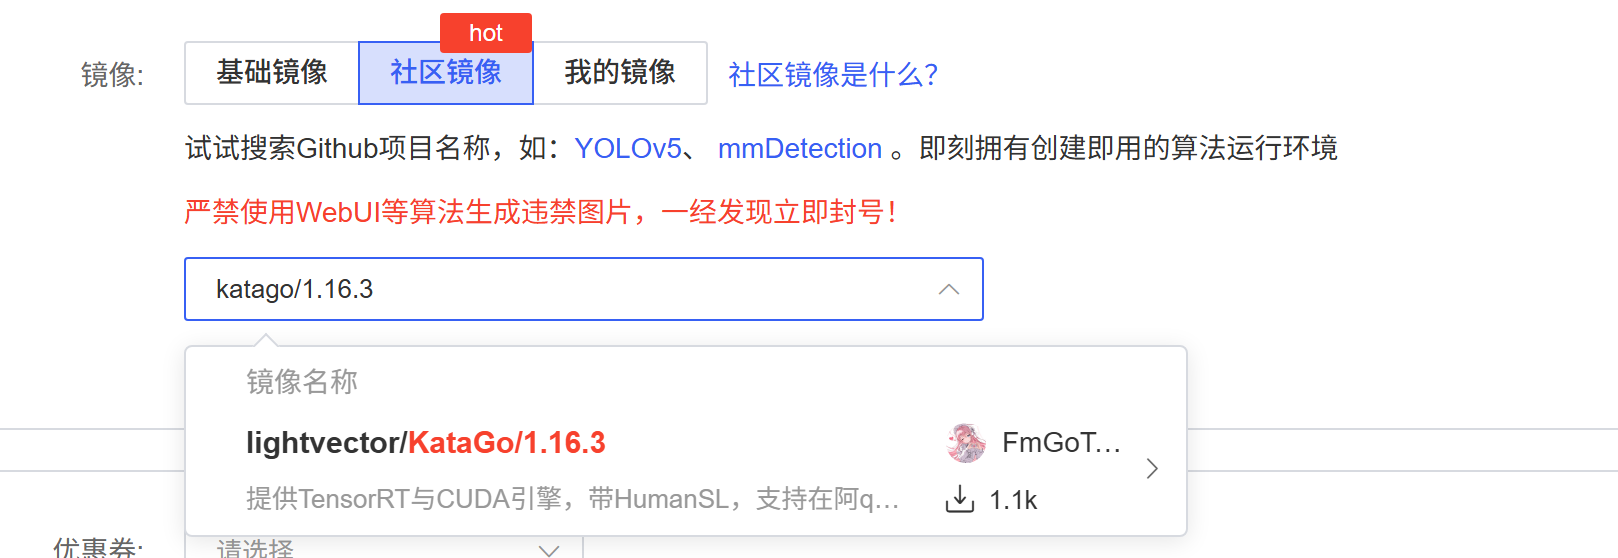 hot
镜像:
基础镜像 社区镜像 我的镜像 社区镜像是什么?
试试搜索Github项目名称，如：YOLOv5、 mmDetection 。即刻拥有创建即用的算法运行环境
严禁使用WebUI等算法生成违禁图片，一经发现立即封号！
katago/1.16.3
镜像名称
lightvector/KataGo/1.16.3 FmGoT...
提供TensorRT与CUDA引擎，带HumanSL，支持在阿q... 1.1k
优惠券: 请选择